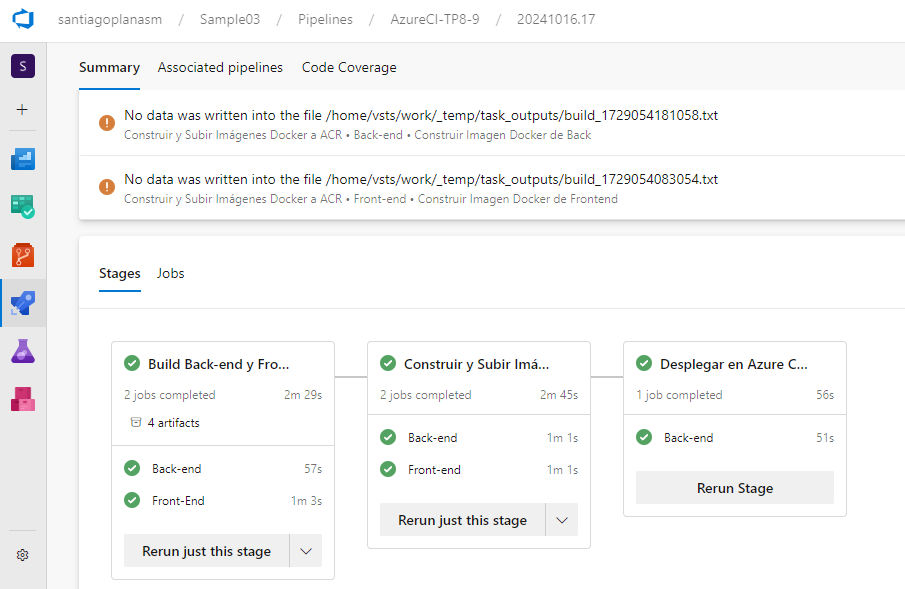 santiagoplanasm / Sample03 / Pipelines / AzureCI-TP8-9 / 20241016.17
S
Summary Associated pipelines Code Coverage
No data was written into the file /home/vsts/work/_temp/task_outputs/build_1729054181058.txt
Construir y Subir Imágenes Docker a ACR • Back-end • Construir Imagen Docker de Back
No data was written into the file /home/vsts/work/_temp/task_outputs/build_1729054083054.txt
Construir y Subir Imágenes Docker a ACR • Front-end • Construir Imagen Docker de Frontend
Stages Jobs
Build Back-end y Fro...
2 jobs completed 2m 29s
4 artifacts
Back-end 57s
Front-End 1m 3s
Rerun just this stage
Construir y Subir Imá...
2 jobs completed 2m 45s
Back-end 1m 1s
Front-end 1m 1s
Rerun just this stage
Desplegar en Azure C...
1 job completed 56s
Back-end 51s
Rerun Stage